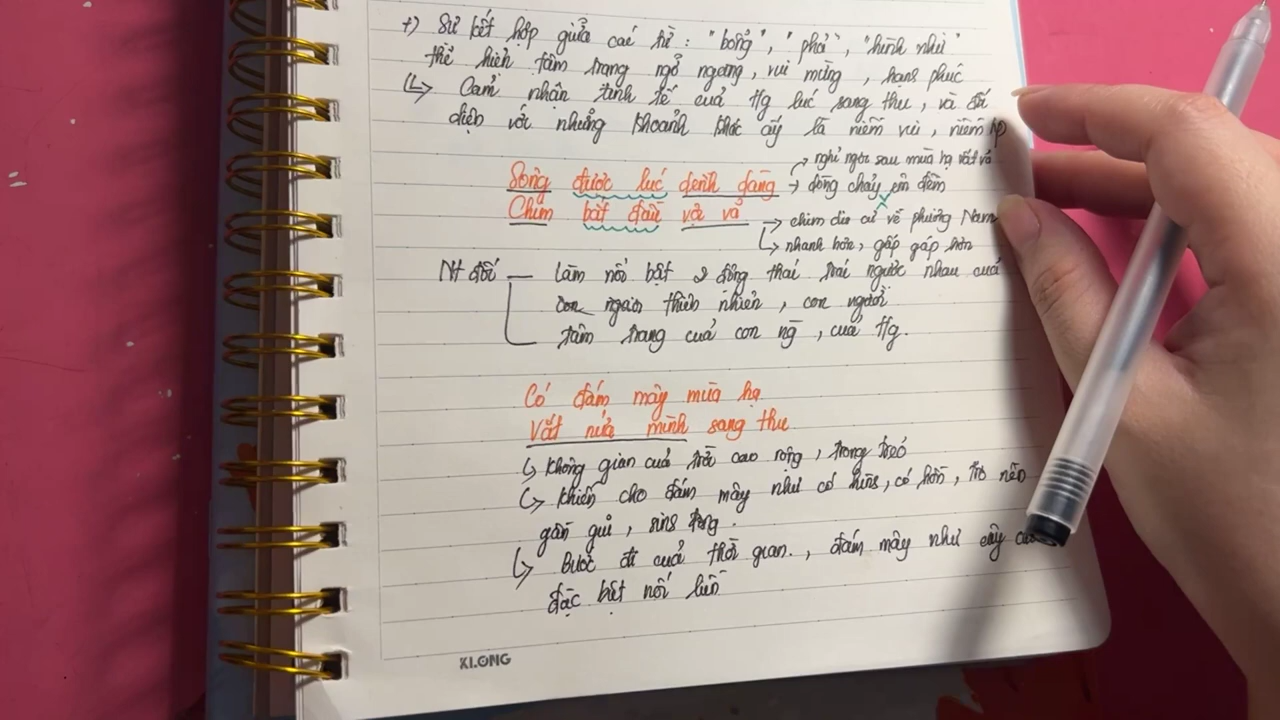 +) Sự kết hợp giữa các từ: "bỗng", "phả", "hình như"
thể hiện tâm trạng ngỡ ngàng, vui mừng, hạnh phúc
↳ Cảm nhận tinh tế của tg lúc sang thu, và đối
diện với những khoảnh khắc ấy là niềm vui, niềm hp
→ nghỉ ngơi sau mùa hạ vất vả
Sông được lúc dềnh dàng → dòng chảy êm đềm
Chim bắt đầu vội vã → chim di cư về phương Nam
↳ nhanh hơn, gấp gáp hơn
NT đối — làm nổi bật 2 động thái trái ngược nhau của
con người thiên nhiên, con người
tâm trạng của con ng, của tg.
Có đám mây mùa hạ
Vắt nửa mình sang thu
↳ không gian của trời cao rộng, trong trẻo
↳ khiến cho đám mây như có hình, có hồn, trở nên
gần gũi, sinh động.
↳ Bước đi của thời gian., đám mây như cây
đặc biệt nối liền
KLONG